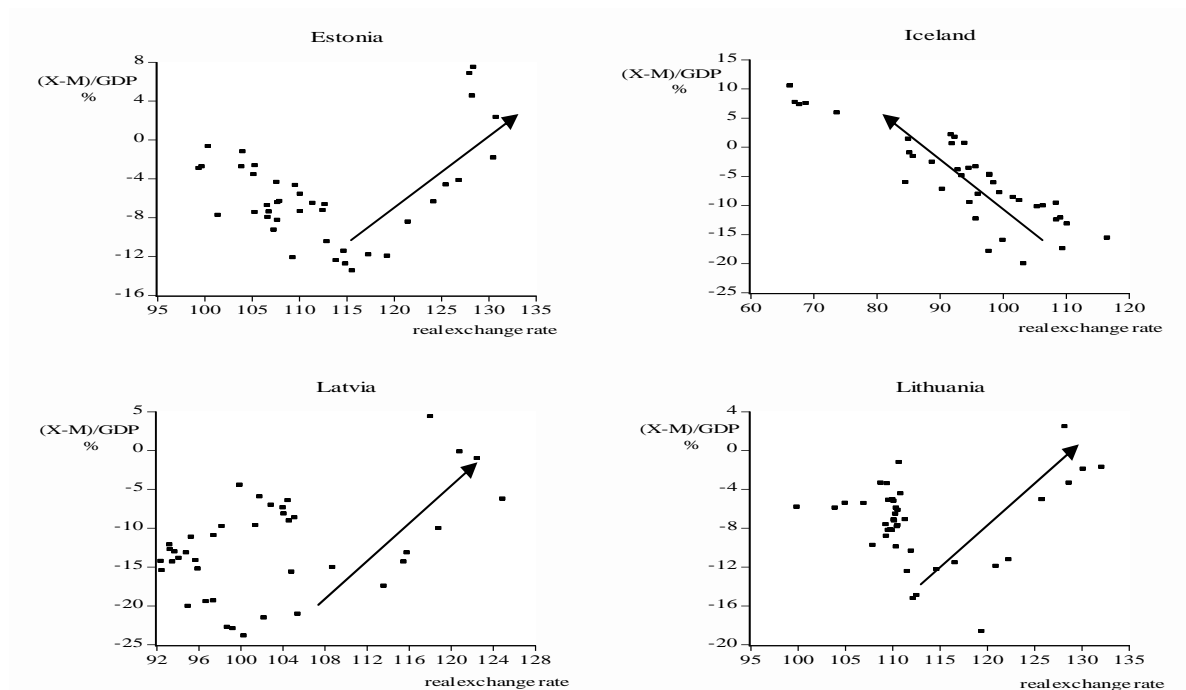 Estonia
(X-M)/GDP
%
8
4
0
-4
-8
-12
-16
95 100 105 110 115 120 125 130 135
real exchange rate
Iceland
(X-M)/GDP
%
15
10
5
0
-5
-10
-15
-20
-25
60 70 80 90 100 110 120
real exchange rate
Latvia
(X-M)/GDP
%
5
0
-5
-10
-15
-20
-25
92 96 100 104 108 112 116 120 124 128
real exchange rate
Lithuania
(X-M)/GDP
%
4
0
-4
-8
-12
-16
-20
95 100 105 110 115 120 125 130 135
real exchange rate